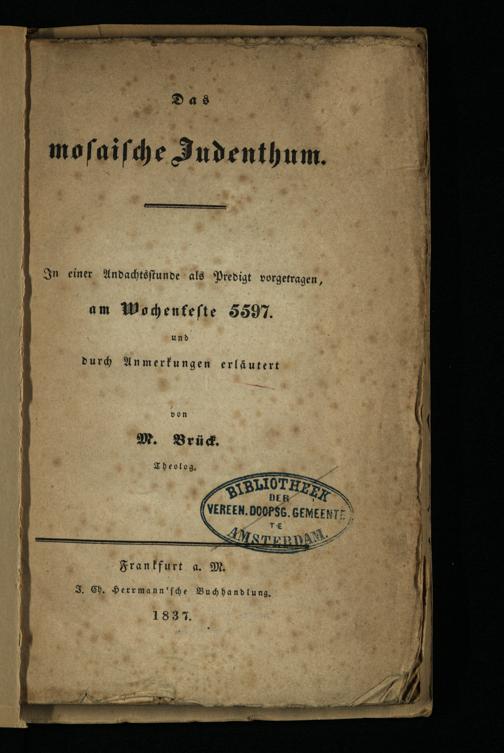 Das
mosaische Judenthum.
In einer Andachtsstunde als Predigt vorgetragen,
am Wochenfeste 5597.
und
durch Anmerkungen erläutert
von
M. Brück.
Theolog.
BIBLIOTHEEK
DER
VEREEN. DOOPSG. GEMEENTE
TE
AMSTERDAM.
Frankfurt a. M.
J. Ch. Herrmann'sche Buchhandlung.
1837.